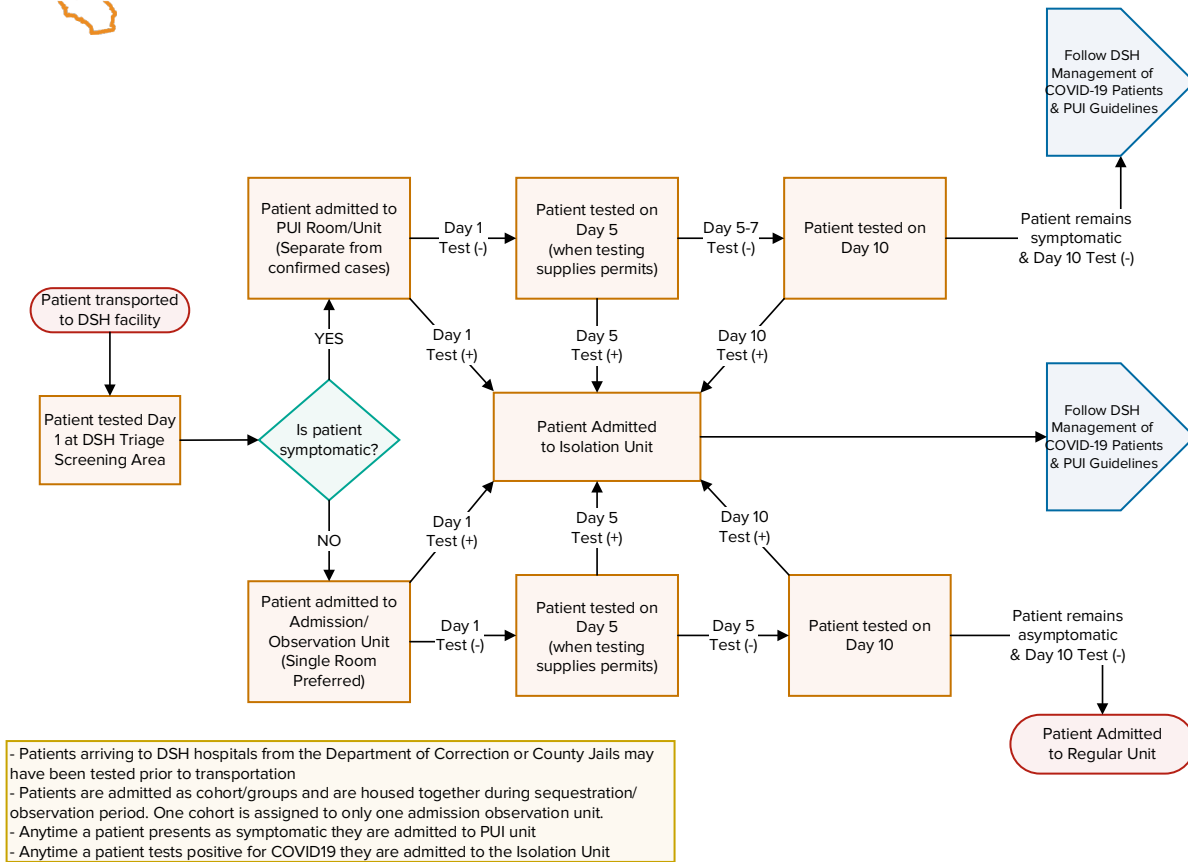 Follow DSH
Management of
COVID-19 Patients
& PUI Guidelines
Patient admitted to
PUI Room/Unit
(Separate from
confirmed cases)
Day 1
Test (-)
Patient tested on
Day 5
(when testing
supplies permits)
Day 5-7
Test (-)
Patient tested on
Day 10
Patient remains
symptomatic
& Day 10 Test (-)
Patient transported
to DSH facility
YES
Day 1
Test (+)
Day 5
Test (+)
Day 10
Test (+)
Patient tested Day
1 at DSH Triage
Screening Area
Is patient
symptomatic?
Patient Admitted
to Isolation Unit
Follow DSH
Management of
COVID-19 Patients
& PUI Guidelines
NO
Day 1
Test (+)
Day 5
Test (+)
Day 10
Test (+)
Patient admitted to
Admission/
Observation Unit
(Single Room
Preferred)
Day 1
Test (-)
Patient tested on
Day 5
(when testing
supplies permits)
Day 5
Test (-)
Patient tested on
Day 10
Patient remains
asymptomatic
& Day 10 Test (-)
Patient Admitted
to Regular Unit
- Patients arriving to DSH hospitals from the Department of Correction or County Jails may
have been tested prior to transportation
- Patients are admitted as cohort/groups and are housed together during sequestration/
observation period. One cohort is assigned to only one admission observation unit.
- Anytime a patient presents as symptomatic they are admitted to PUI unit
- Anytime a patient tests positive for COVID19 they are admitted to the Isolation Unit